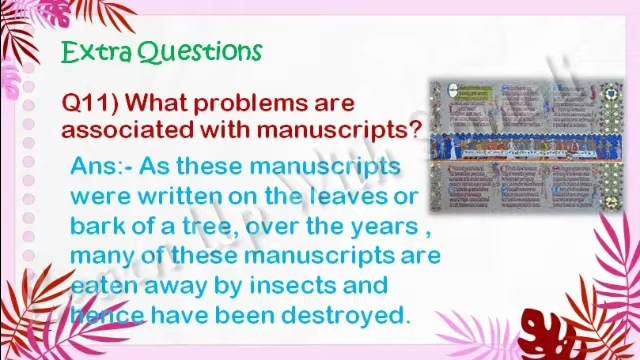 Extra Questions
Q11) What problems are
associated with manuscripts?
Ans:- As these manuscripts
were written on the leaves or
bark of a tree, over the years ,
many of these manuscripts are
eaten away by insects and
hence have been destroyed.